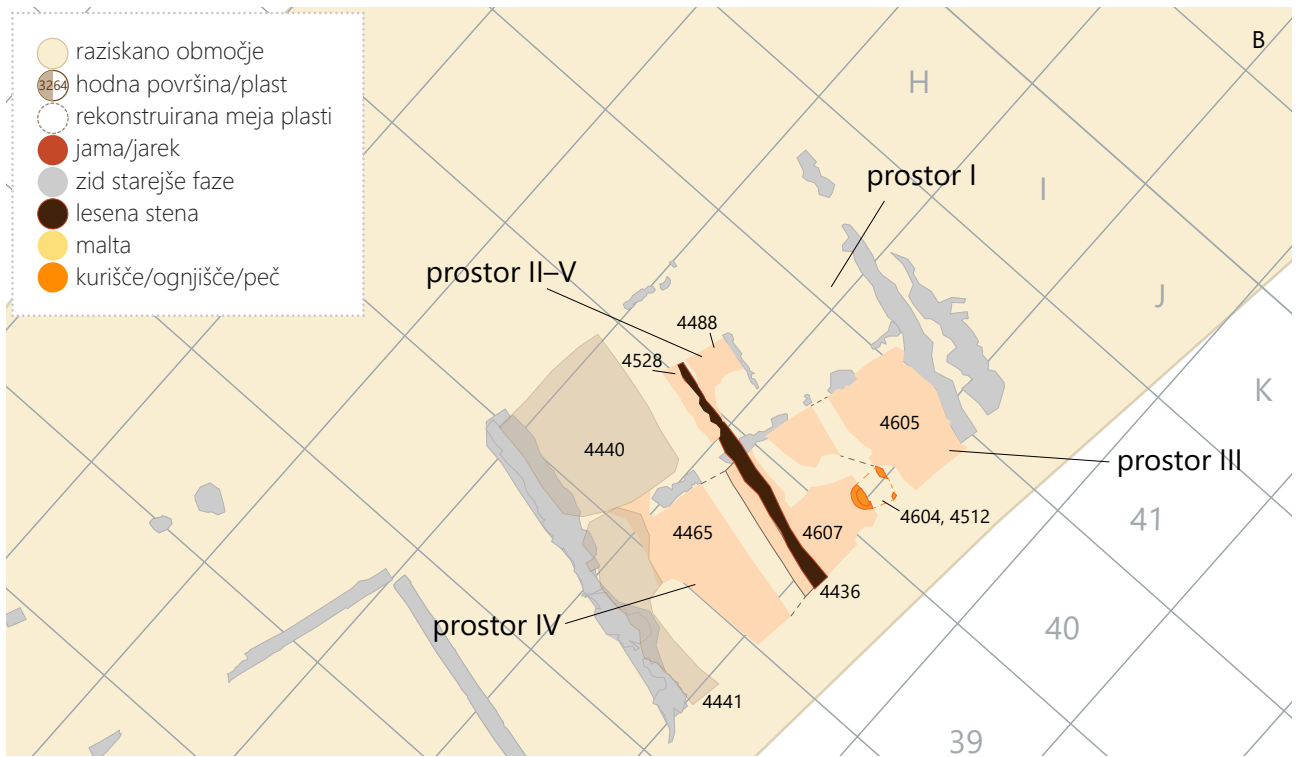 raziskano območje
3264 hodna površina/plast
rekonstruirana meja plasti
jama/jarek
zid starejše faze
lesena stena
malta
kurišče/ognjišče/peč
B
H
prostor I
I
prostor II–V
J
4488
4528
K
4605
4440
prostor III
4465
4607
4604, 4512
41
4436
prostor IV
40
4441
39